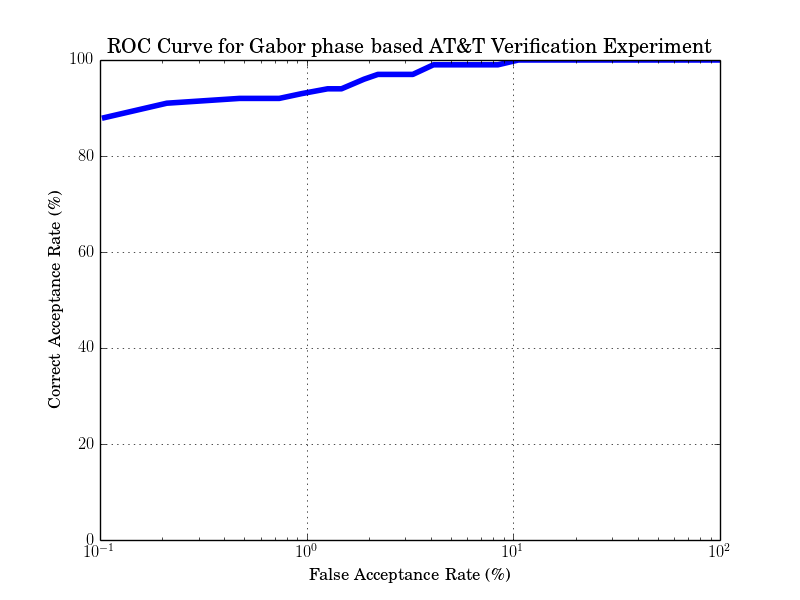 ROC Curve for Gabor phase based AT&T Verification Experiment
100
80
60
40
20
0
Correct Acceptance Rate (%)
10⁻¹ 10⁰ 10¹ 10²
False Acceptance Rate (%)